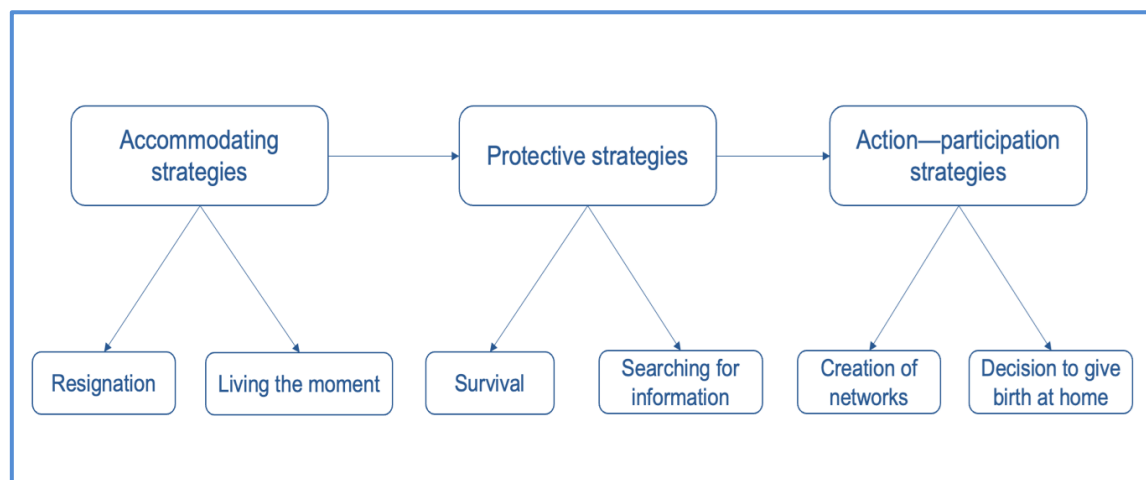 Accommodating
strategies
Protective strategies
Action—participation
strategies
Resignation
Living the moment
Survival
Searching for
information
Creation of
networks
Decision to give
birth at home